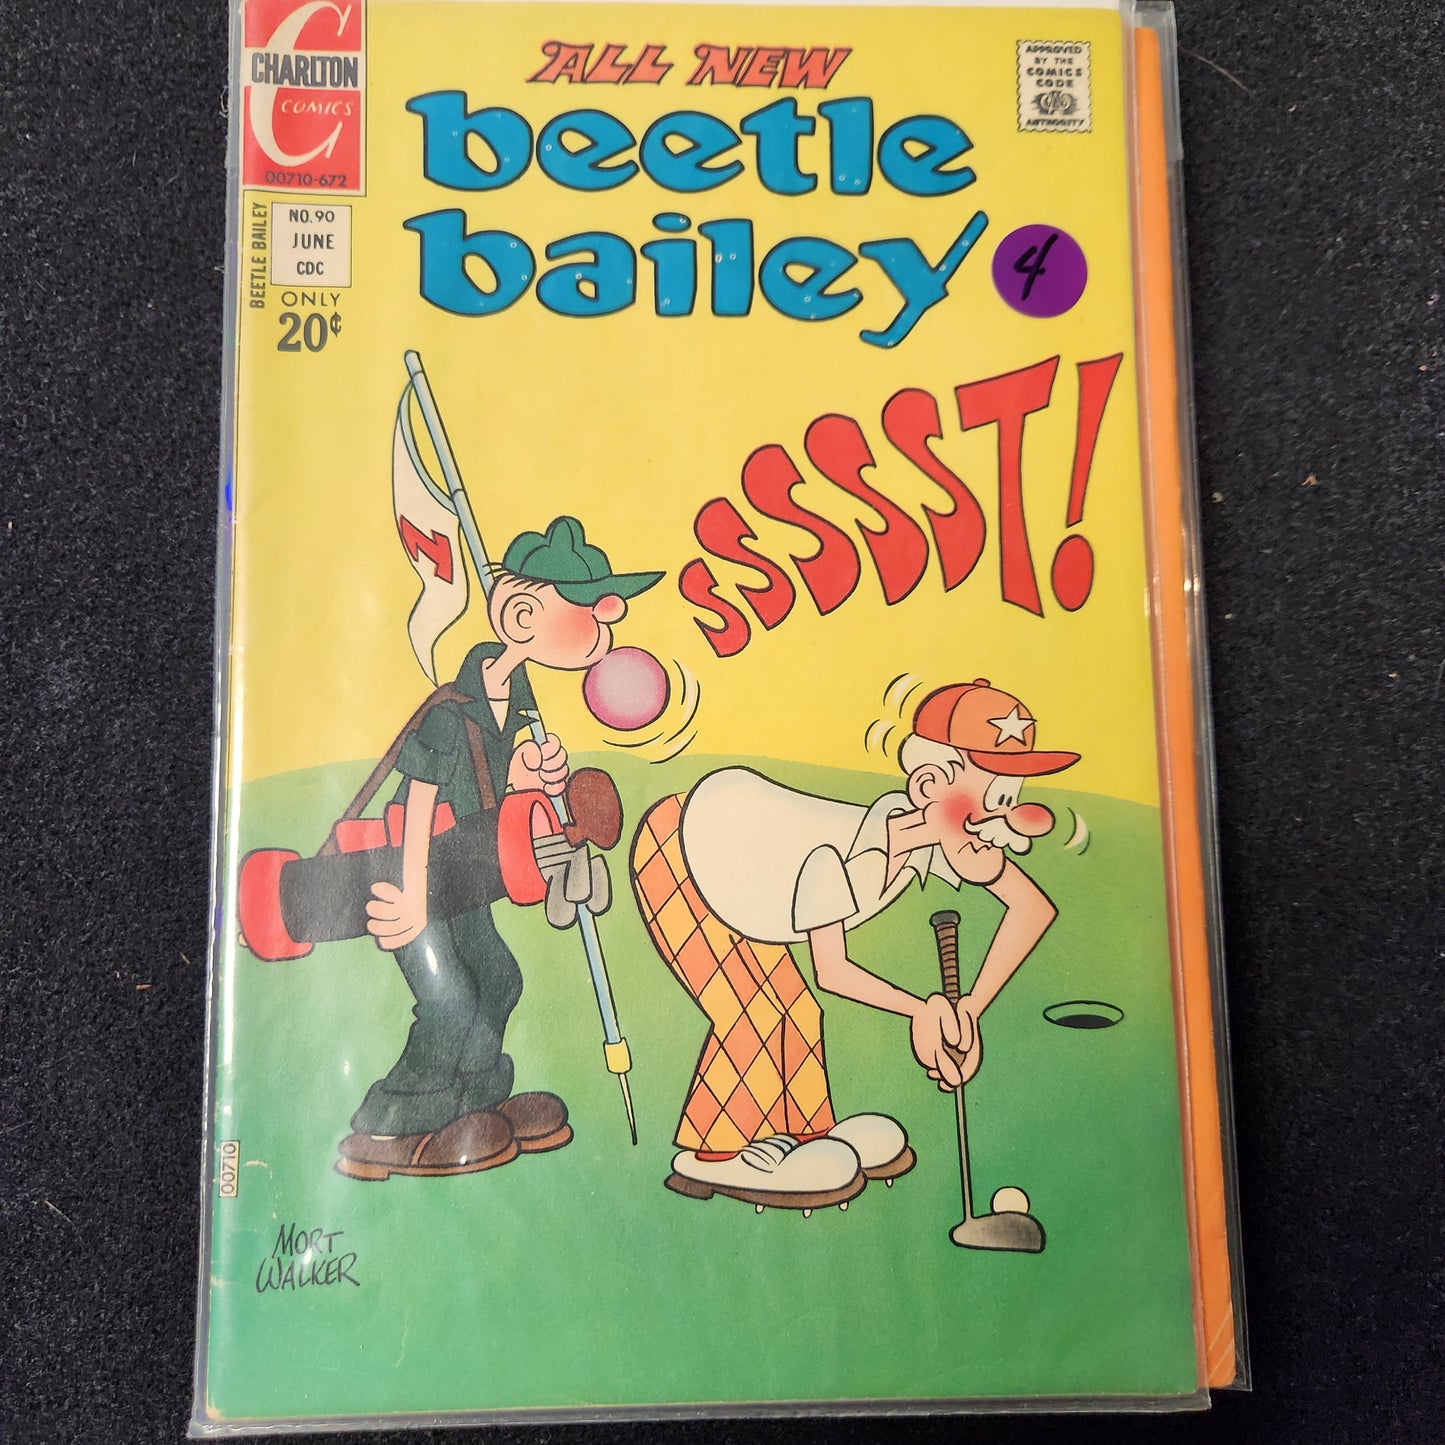 CHARLTON
COMICS
00710-672
ALL NEW
beetle
bailey
APPROVED
BY THE
COMICS
CODE
AUTHORITY
BEETLE BAILEY
NO. 90
JUNE
CDC
ONLY
20¢
4
SSSSST!
7
00710
MORT
WALKER